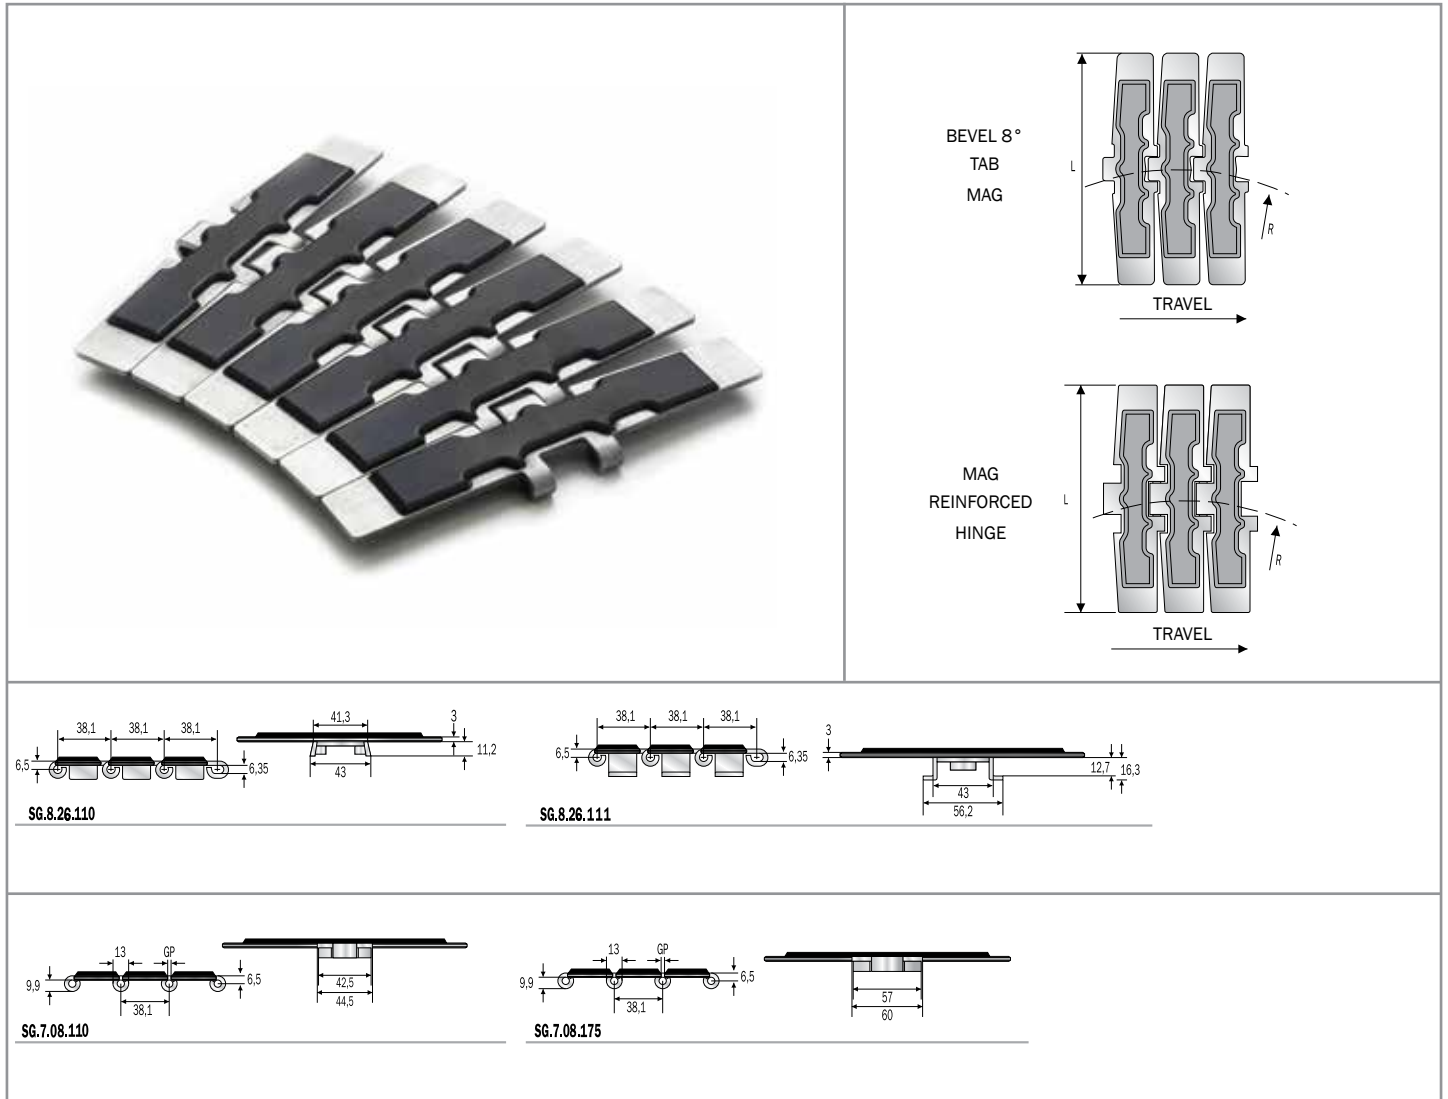 BEVEL 8°
TAB
MAG
L
R
TRAVEL
MAG
REINFORCED
HINGE
L
R
TRAVEL
38,1 38,1 38,1
6,5
6,35
41,3
3
11,2
43
SG.8.26.110
38,1 38,1 38,1
6,5
6,35
3
12,7 16,3
43
56,2
SG.8.26.111
13 GP
9,9
6,5
38,1
42,5
44,5
SG.7.08.110
13 GP
9,9
6,5
38,1
57
60
SG.7.08.175